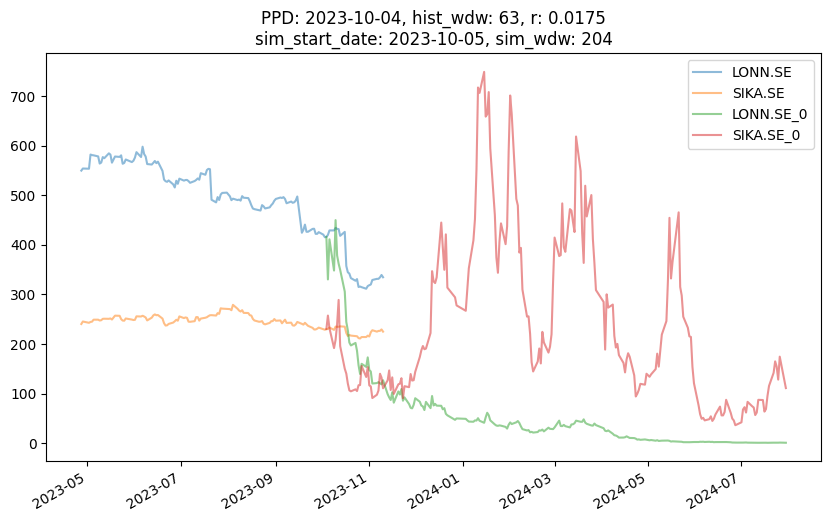 PPD: 2023-10-04, hist_wdw: 63, r: 0.0175
sim_start_date: 2023-10-05, sim_wdw: 204
LONN.SE
SIKA.SE
LONN.SE_0
SIKA.SE_0
700
600
500
400
300
200
100
0
2023-05
2023-07
2023-09
2023-11
2024-01
2024-03
2024-05
2024-07